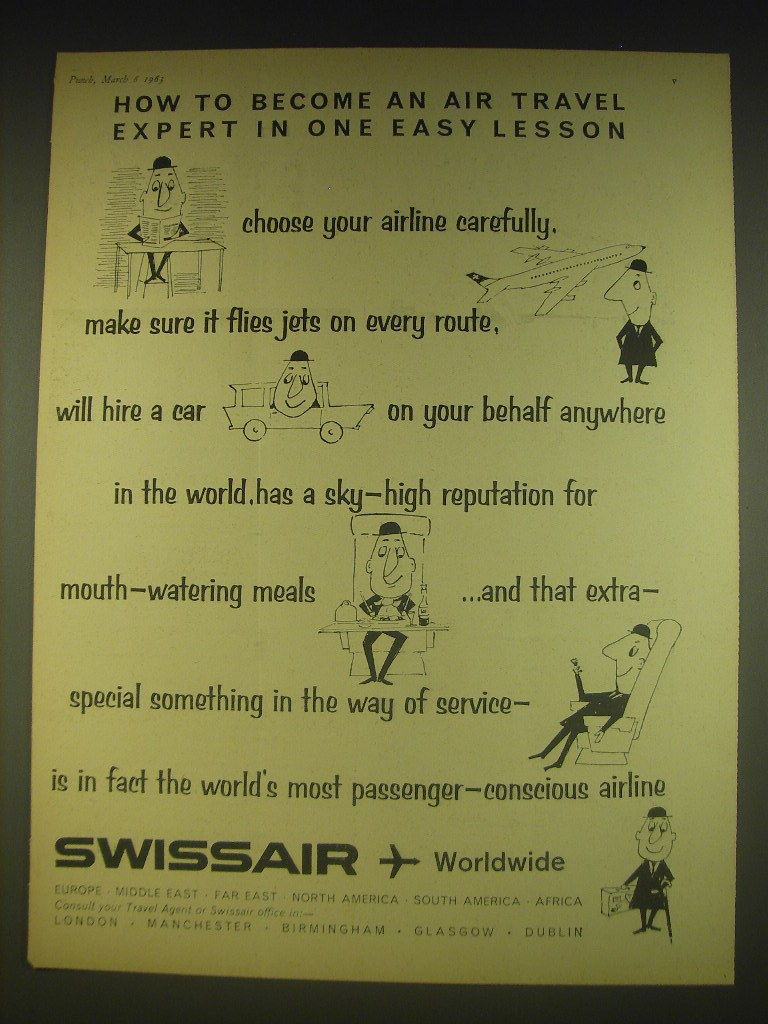 Punch, March 6 1963
v
HOW TO BECOME AN AIR TRAVEL
EXPERT IN ONE EASY LESSON
choose your airline carefully,
make sure it flies jets on every route,
will hire a car on your behalf anywhere
in the world, has a sky-high reputation for
mouth-watering meals ...and that extra-
special something in the way of service-
is in fact the world's most passenger-conscious airline
SWISSAIR Worldwide
EUROPE · MIDDLE EAST · FAR EAST · NORTH AMERICA · SOUTH AMERICA · AFRICA
Consult your Travel Agent or Swissair office in:—
LONDON · MANCHESTER · BIRMINGHAM · GLASGOW · DUBLIN